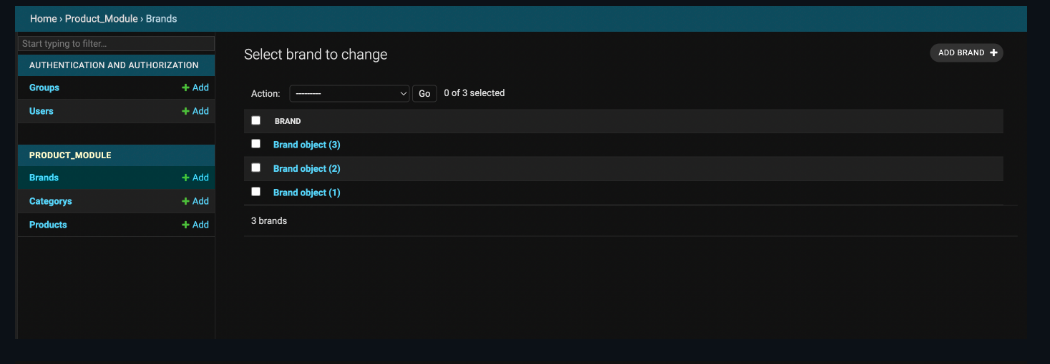 Home › Product_Module › Brands
Start typing to filter...
AUTHENTICATION AND AUTHORIZATION
Groups + Add
Users + Add
PRODUCT_MODULE
Brands + Add
Categorys + Add
Products + Add
Select brand to change
ADD BRAND +
Action: --------- Go 0 of 3 selected
BRAND
Brand object (3)
Brand object (2)
Brand object (1)
3 brands